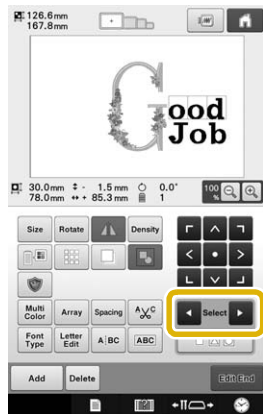 126.6mm
167.8mm
Good
Job
30.0mm 1.5mm 0.0°
78.0mm 85.3mm 1
100
%
Size Rotate Density
Select
Multi
Color
Array Spacing A C
Font
Type
Letter
Edit
A BC ABC
Add Delete Edit End